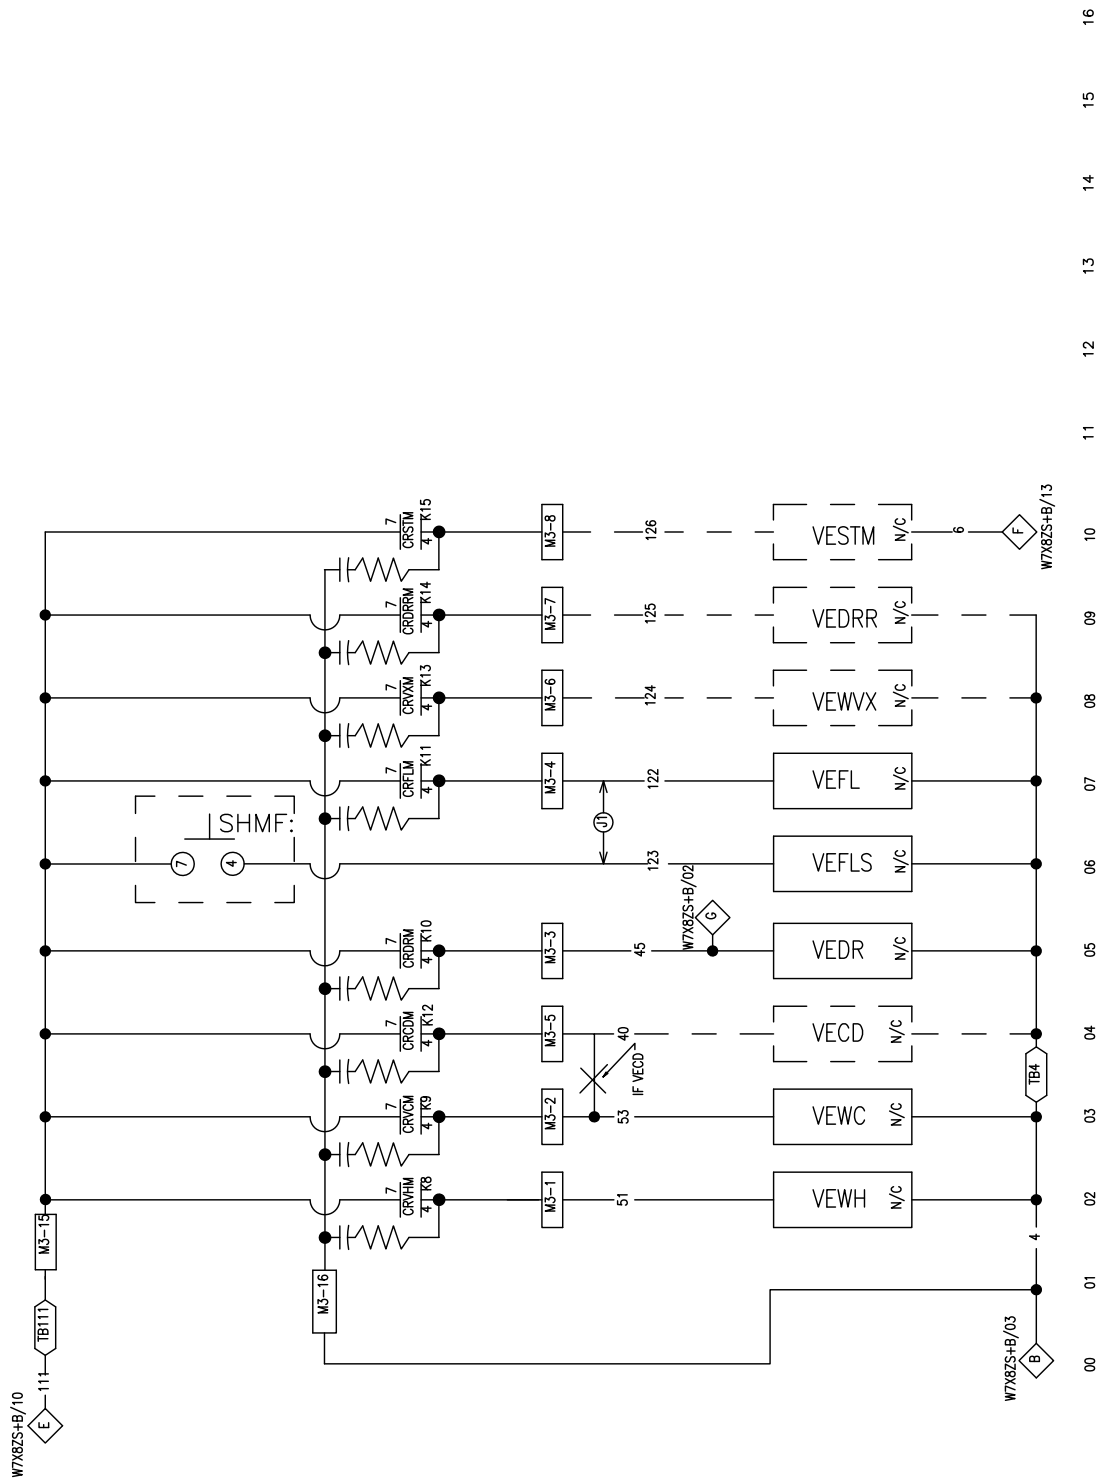 16
15
14
13
12
11
10
09
08
07
06
05
04
03
02
01
00
W7X8ZS+B/10
E
111
TB111
M3-15
M3-16
SHMF:
7
4
7
CRSTM
4
K15
M3-8
126
VESTM
N/C
6
F
W7X8ZS+B/13
7
CRDRRM
4
K14
M3-7
125
VEDRR
N/C
7
CRVXM
4
K13
M3-6
124
VEWVX
N/C
7
CRFLM
4
K11
M3-4
122
VEFL
N/C
J1
123
VEFLS
N/C
7
CRDRM
4
K10
M3-3
45
W7X8ZS+B/02
G
VEDR
N/C
7
CRCDM
4
K12
M3-5
40
IF VECD
VECD
N/C
TB4
7
CRVCM
4
K9
M3-2
53
VEWC
N/C
7
CRVHM
4
K8
M3-1
51
VEWH
N/C
4
W7X8ZS+B/03
B